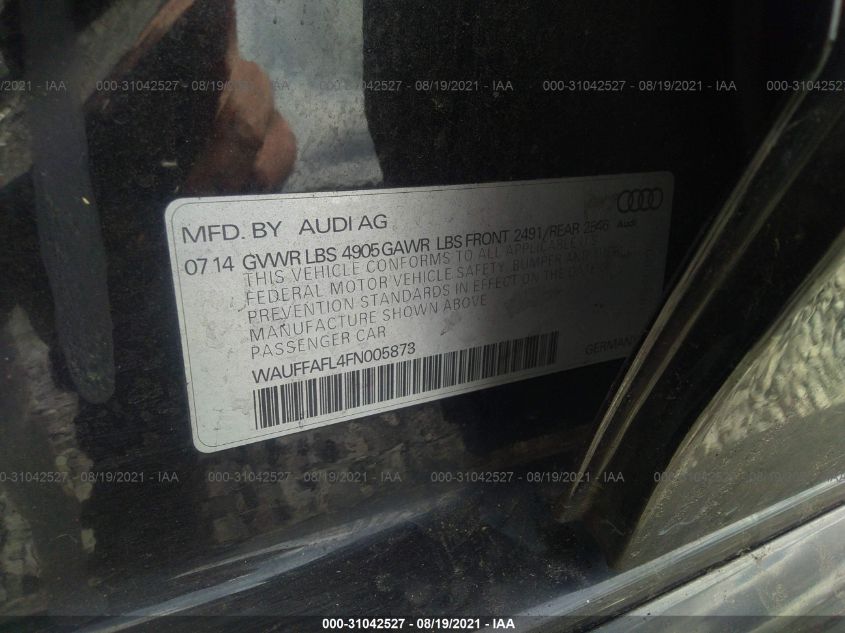 000-31042527 - 08/19/2021 - IAA
MFD. BY AUDI AG
Audi
07 14 GVWR LBS 4905 GAWR LBS FRONT 2491/REAR
THIS VEHICLE CONFORMS TO ALL APPLICABLE
FEDERAL MOTOR VEHICLE SAFETY, BUMPER AND
PREVENTION STANDARDS IN EFFECT ON THE DATE
MANUFACTURE SHOWN ABOVE
PASSENGER CAR
WAUFFAFL4FN005873
GERMANY
000-31042527 - 08/19/2021 - IAA
000-31042527 - 08/19/2021 - IAA